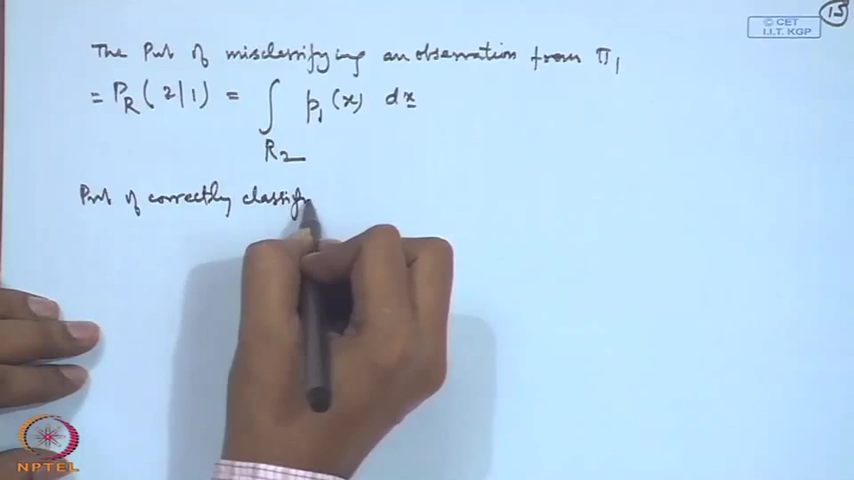 © CET
I.I.T. KGP
15
The Prob of misclassifying an observation from Π1
= P_R(2|1) = ∫_{R2} p1(x) dx
Prob of correctly classify
NPTEL